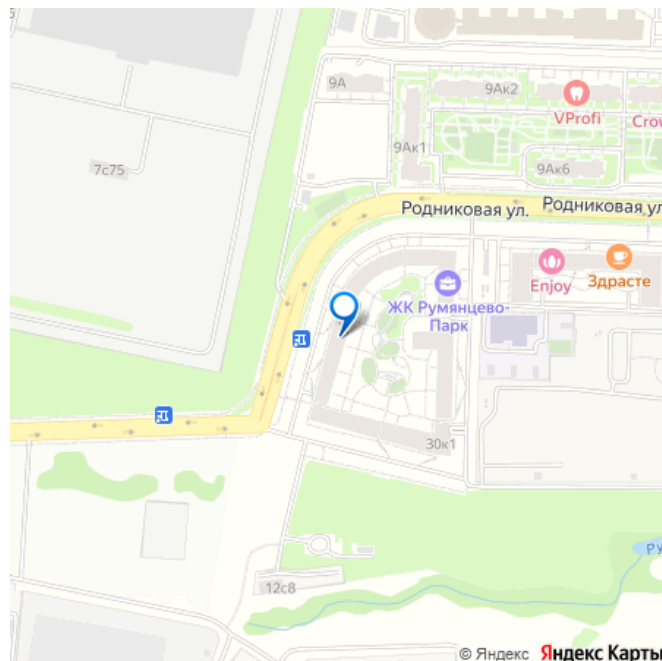 9А
9Ак2
VProfi
Crow
9Ак1
7с75
9Ак6
Родниковая ул.
Родниковая ул
Enjoy
Здрасте
ЖК Румянцево-
Парк
30к1
РУ
12с8
© Яндекс Яндекс Карты